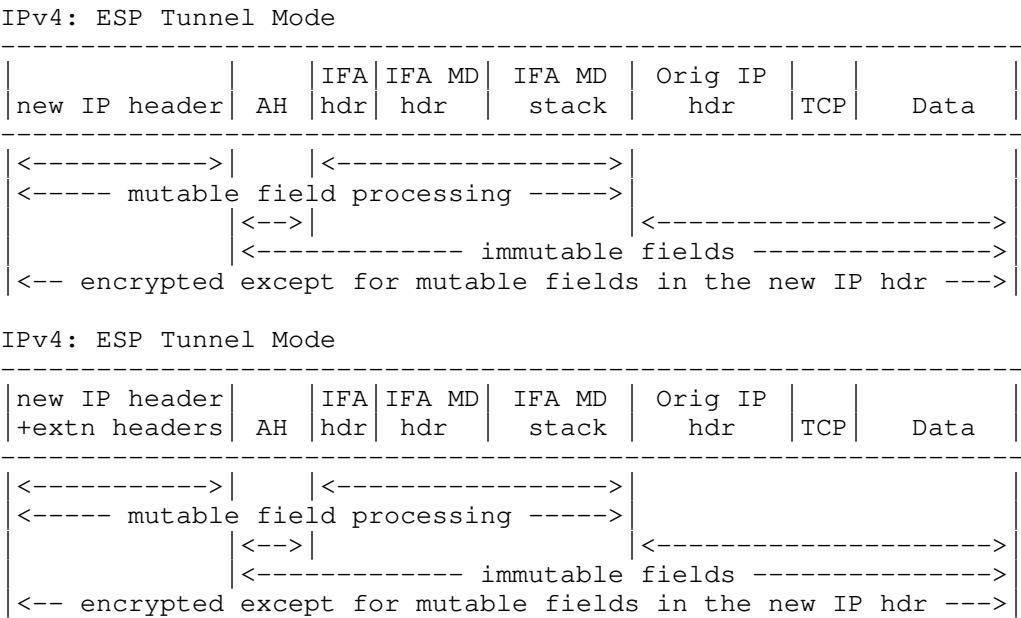 IPv4: ESP Tunnel Mode
----------------------------------------------------------------
|             |    |IFA|IFA MD|  IFA MD | Orig IP |   |         |
|new IP header| AH |hdr| hdr  |  stack  |   hdr   |TCP|   Data  |
----------------------------------------------------------------
|<----------->|    |<----------------->|                       |
|<----- mutable field processing ----->|                       |
|             |<-->|                   |<--------------------->|
|             |<------------- immutable fields --------------->|
|<-- encrypted except for mutable fields in the new IP hdr --->|
IPv4: ESP Tunnel Mode
----------------------------------------------------------------
|new IP header|    |IFA|IFA MD|  IFA MD | Orig IP |   |         |
|+extn headers| AH |hdr| hdr  |  stack  |   hdr   |TCP|   Data  |
----------------------------------------------------------------
|<----------->|    |<----------------->|                       |
|<----- mutable field processing ----->|                       |
|             |<-->|                   |<--------------------->|
|             |<------------- immutable fields --------------->|
|<-- encrypted except for mutable fields in the new IP hdr --->|